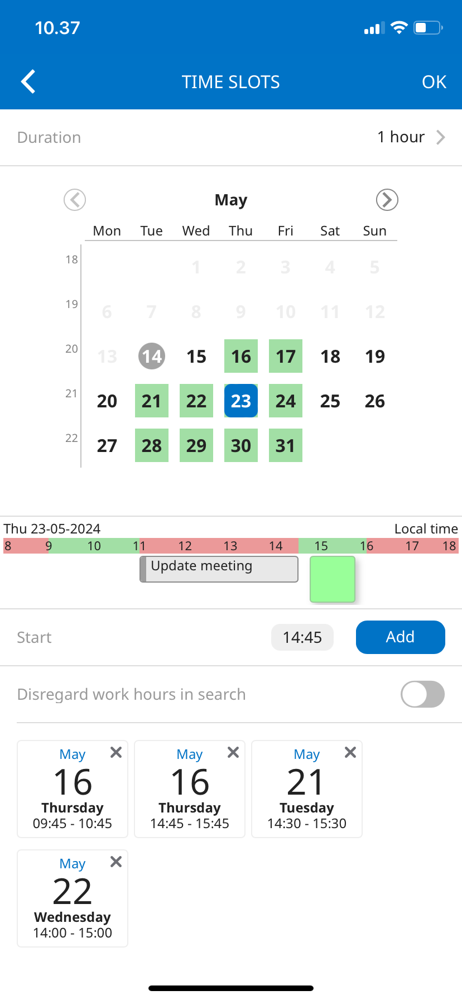 10.37
TIME SLOTS OK
Duration 1 hour
May
Mon Tue Wed Thu Fri Sat Sun
18 1 2 3 4 5
19 6 7 8 9 10 11 12
20 13 14 15 16 17 18 19
21 20 21 22 23 24 25 26
22 27 28 29 30 31
Thu 23-05-2024 Local time
8 9 10 11 12 13 14 15 16 17 18
Update meeting
Start 14:45 Add
Disregard work hours in search
May May May
16 16 21
Thursday Thursday Tuesday
09:45 - 10:45 14:45 - 15:45 14:30 - 15:30
May
22
Wednesday
14:00 - 15:00